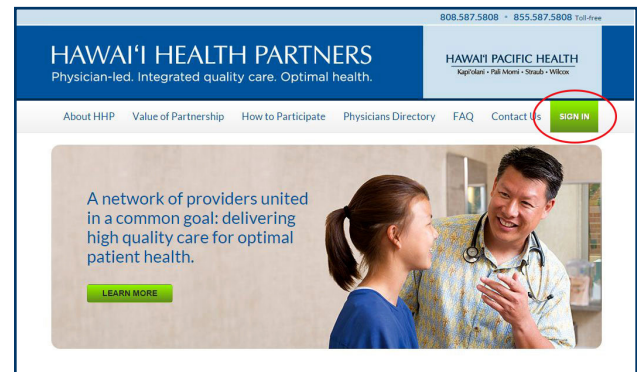 808.587.5808 • 855.587.5808 Toll-free
HAWAI'I HEALTH PARTNERS
Physician-led. Integrated quality care. Optimal health.
HAWAI'I PACIFIC HEALTH
Kapi'olani • Pali Momi • Straub • Wilcox
About HHP Value of Partnership How to Participate Physicians Directory FAQ Contact Us SIGN IN
A network of providers united
in a common goal: delivering
high quality care for optimal
patient health.
LEARN MORE